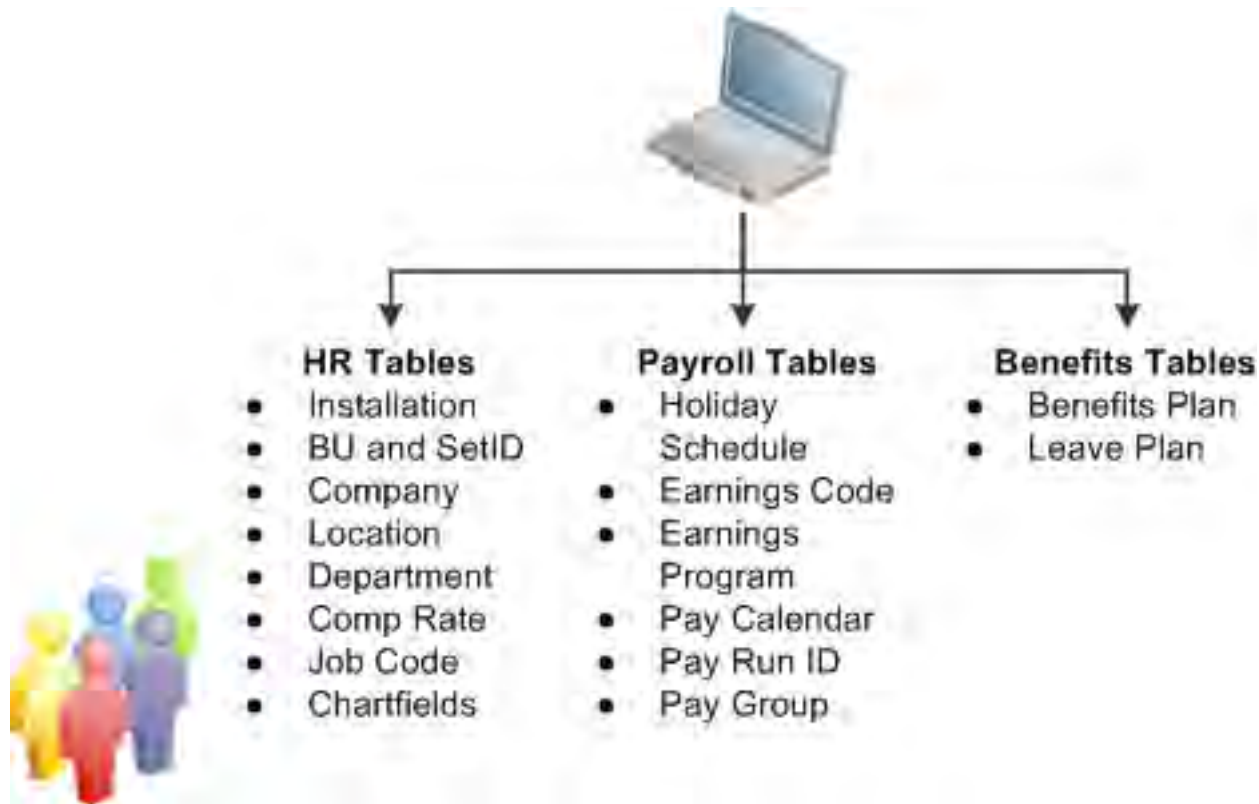 HR Tables
• Installation
• BU and SetID
• Company
• Location
• Department
• Comp Rate
• Job Code
• Chartfields
Payroll Tables
• Holiday
Schedule
• Earnings Code
• Earnings
Program
• Pay Calendar
• Pay Run ID
• Pay Group
Benefits Tables
• Benefits Plan
• Leave Plan